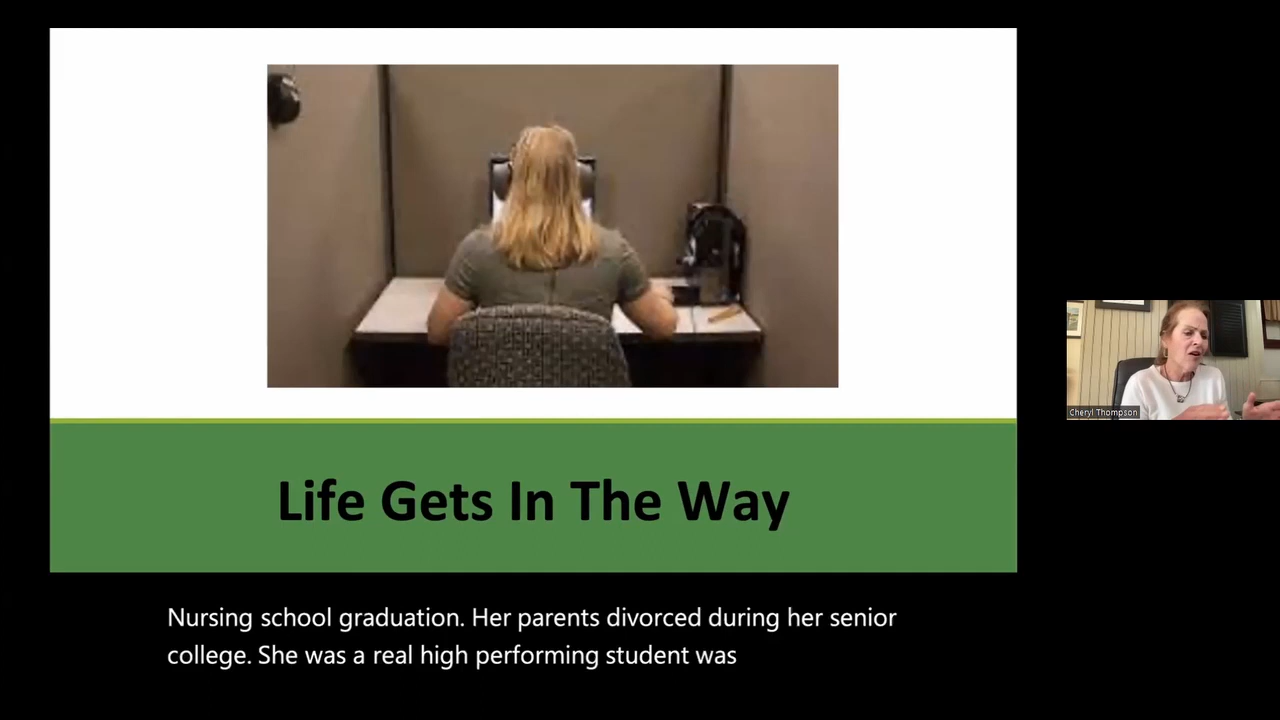 Life Gets In The Way
Cheryl Thompson
Nursing school graduation. Her parents divorced during her senior
college. She was a real high performing student was